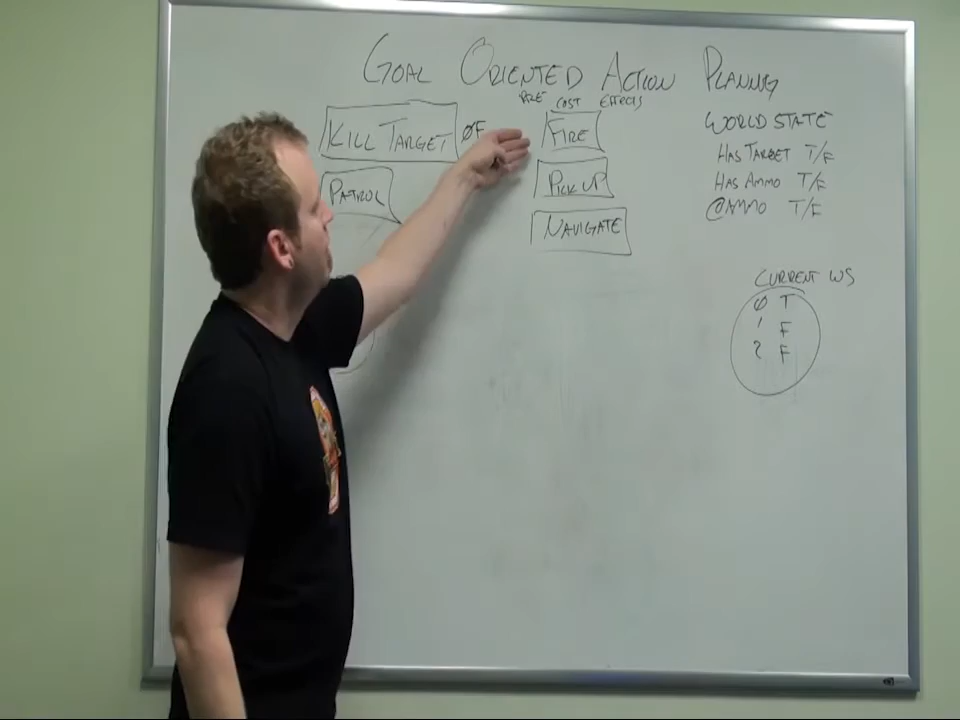 GOAL ORIENTED ACTION PLANNING
PRE COST EFFECTS
KILL TARGET ØF
PATROL
FIRE
PICK UP
NAVIGATE
WORLD STATE
HAS TARGET T/F
HAS AMMO T/F
@AMMO T/F
CURRENT WS
Ø T
1 F
2 F